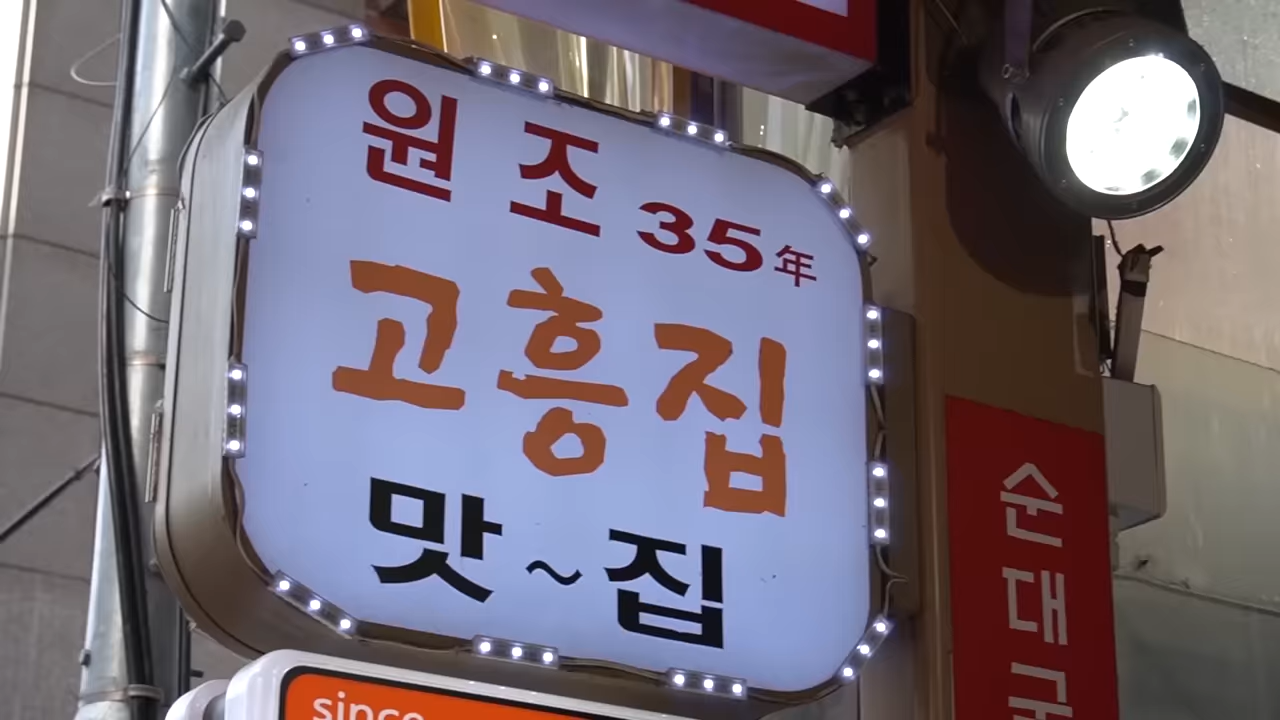 원조 35年
고흥집
맛~집
since
순대국